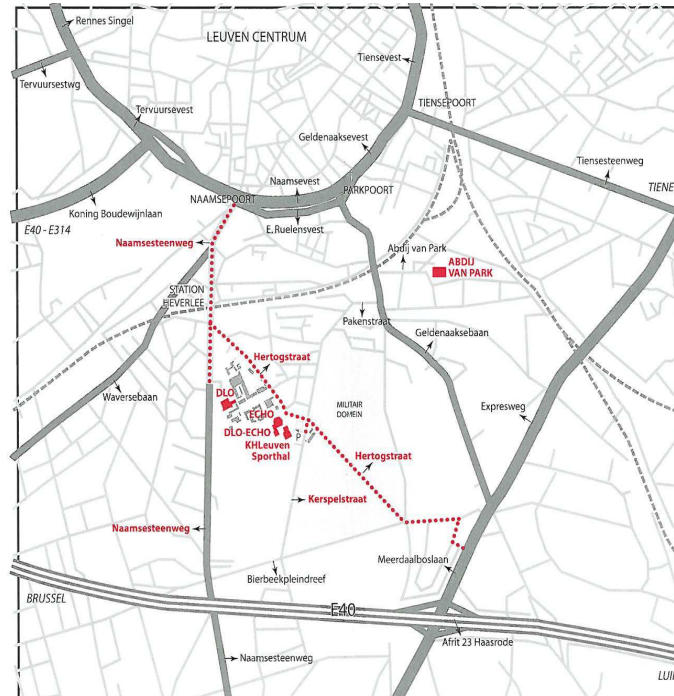 Rennes Singel
LEUVEN CENTRUM
Tiensevest
Tervuursestwg
Tervuursevest
TIENSEPOORT
Geldenaaksevest
Tiensesteenweg
Naamsevest
NAAMSEPOORT
PARKPOORT
TIENE
Koning Boudewijnlaan
E40 - E314
E.Ruelensvest
Naamsesteenweg
Abdij van Park
ABDIJ
VAN PARK
STATION
HEVERLEE
Pakenstraat
Geldenaaksebaan
Hertogstraat
Waversebaan
DLO
MILITAIR
DOMEIN
Expresweg
ECHO
DLO-ECHO
KHLeuven
Sporthal
P
Hertogstraat
Kerspelstraat
Naamsesteenweg
Meerdaalboslaan
Bierbeekpleindreef
BRUSSEL
E40
Afrit 23 Haasrode
Naamsesteenweg
LUI